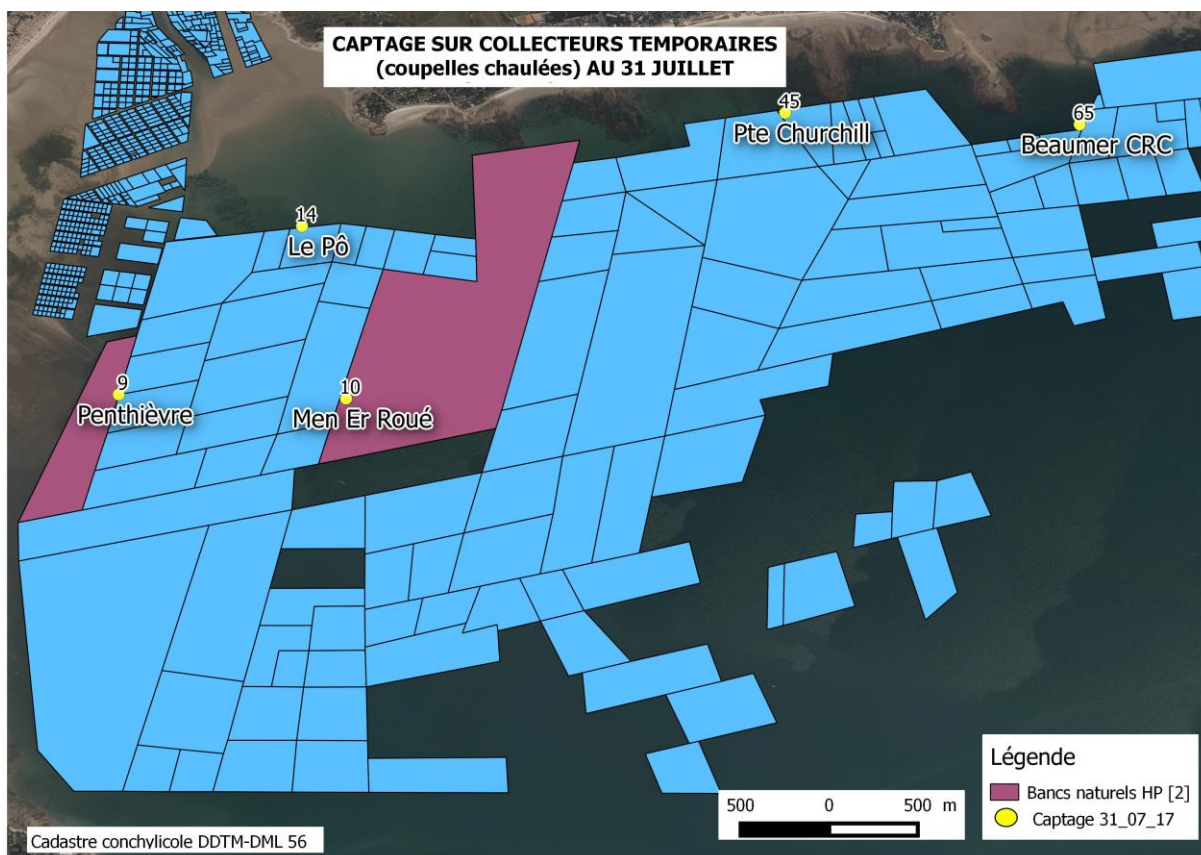 CAPTAGE SUR COLLECTEURS TEMPORAIRES
(coupelles chaulées) AU 31 JUILLET
45
Pte Churchill
65
Beaumer CRC
14
Le Pô
9
Penthièvre
10
Men Er Roué
Légende
Bancs naturels HP [2]
Captage 31_07_17
500 0 500 m
Cadastre conchylicole DDTM-DML 56